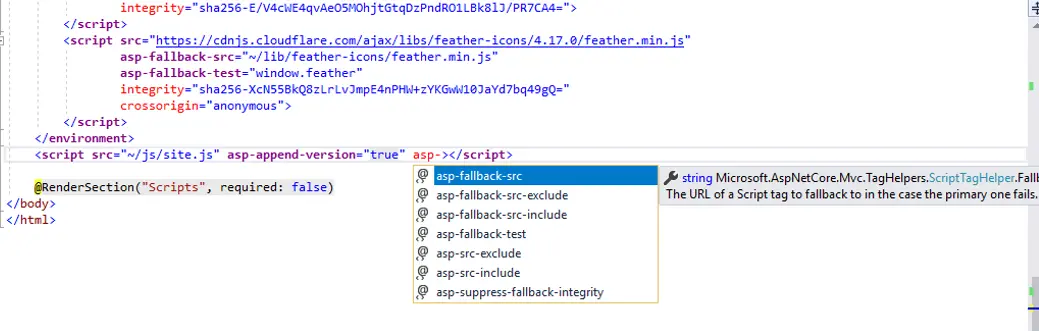 integrity="sha256-E/V4cWE4qvAeO5MOhjtGtqDzPndRO1LBk8lJ/PR7CA4=">
</script>
<script src="https://cdnjs.cloudflare.com/ajax/libs/feather-icons/4.17.0/feather.min.js"
asp-fallback-src="~/lib/feather-icons/feather.min.js"
asp-fallback-test="window.feather"
integrity="sha256-XcN55BkQ8zLrLvJmpE4nPHW+zYKGwW10JaYd7bq49gQ="
crossorigin="anonymous">
</script>
</environment>
<script src="~/js/site.js" asp-append-version="true" asp-></script>
asp-fallback-src
asp-fallback-src-exclude
asp-fallback-src-include
asp-fallback-test
asp-src-exclude
asp-src-include
asp-suppress-fallback-integrity
string Microsoft.AspNetCore.Mvc.TagHelpers.ScriptTagHelper.Fall
The URL of a Script tag to fallback to in the case the primary one fails.
@RenderSection("Scripts", required: false)
</body>
</html>